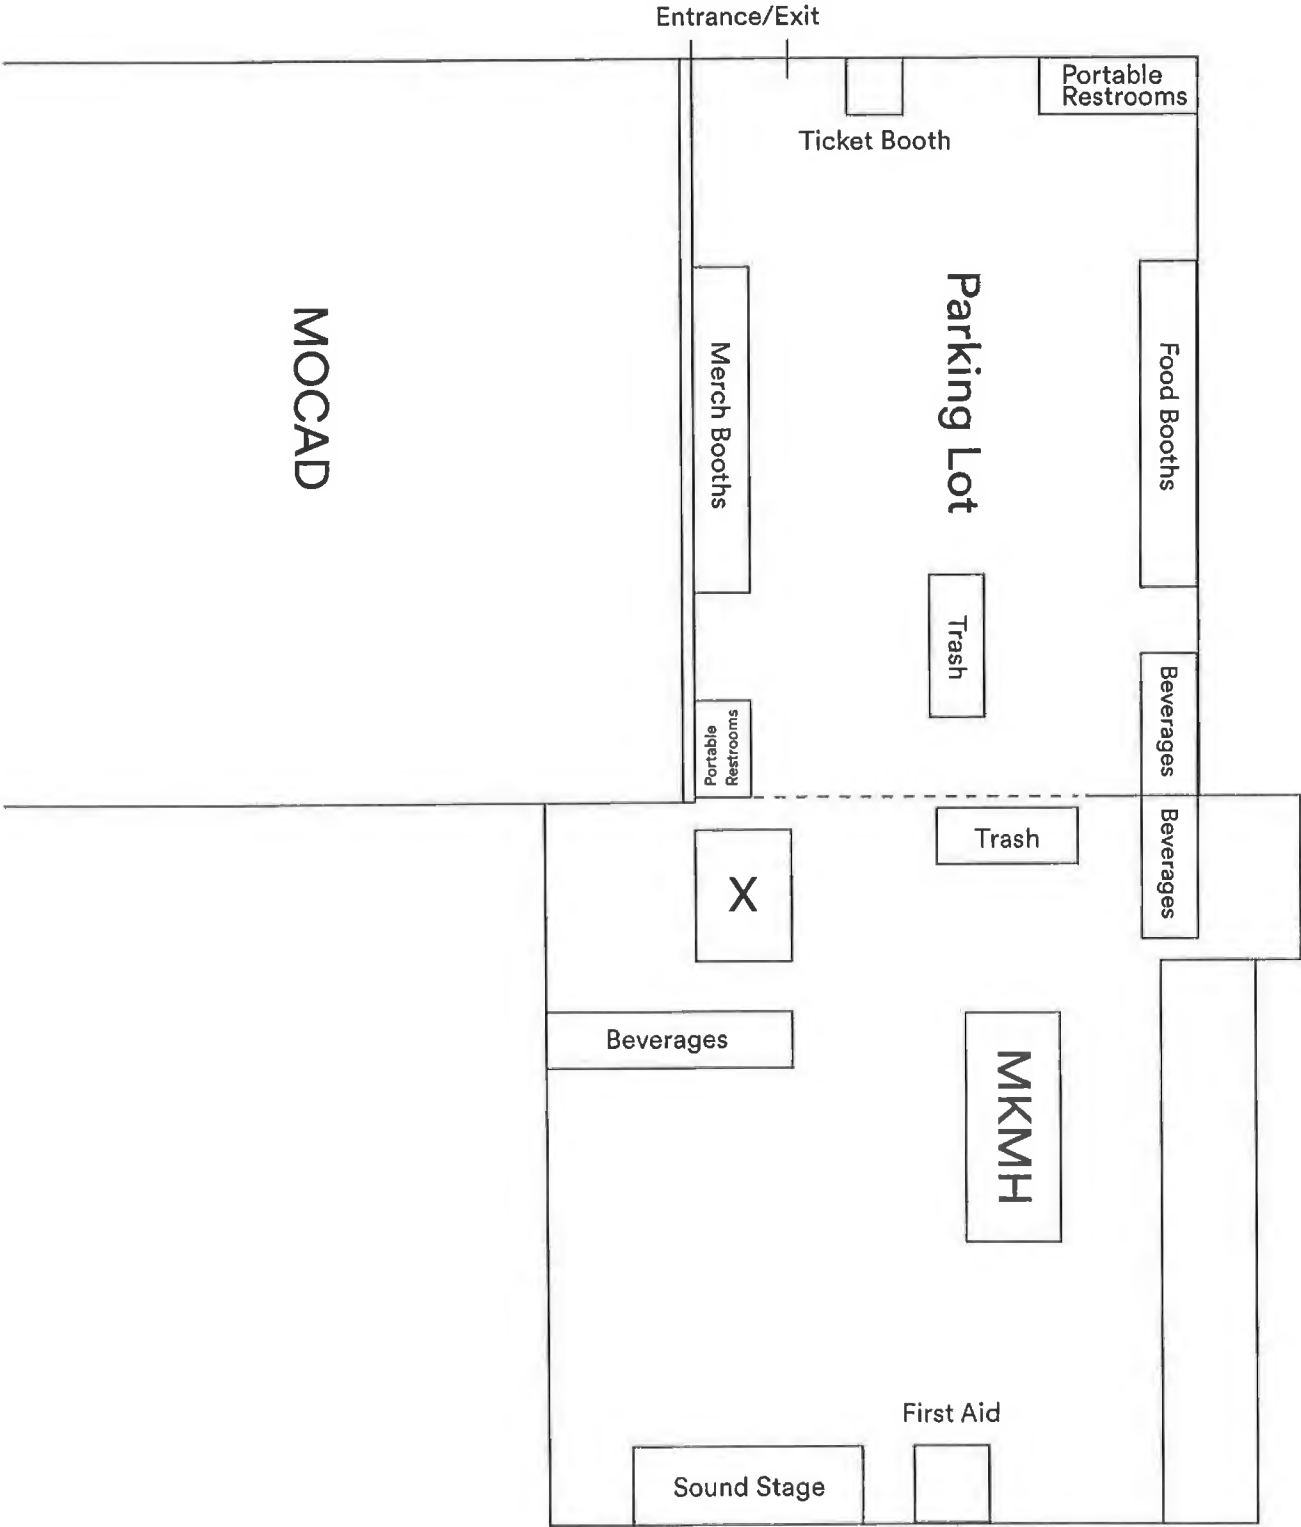 Entrance/Exit
Portable
Restrooms
Ticket Booth
MOCAD
Merch Booths
Parking Lot
Food Booths
Trash
Portable
Restrooms
Beverages
Trash
Beverages
X
Beverages
MKMH
First Aid
Sound Stage